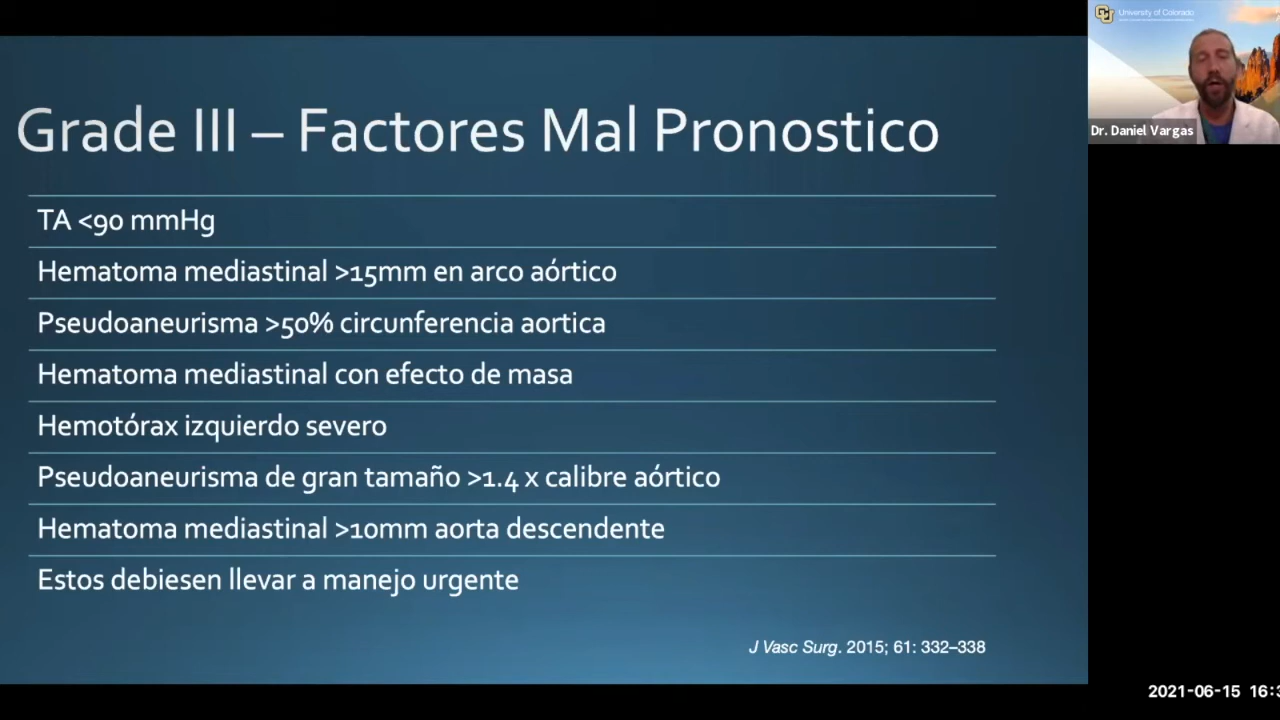 Grade III – Factores Mal Pronostico
TA <90 mmHg
Hematoma mediastinal >15mm en arco aórtico
Pseudoaneurisma >50% circunferencia aortica
Hematoma mediastinal con efecto de masa
Hemotórax izquierdo severo
Pseudoaneurisma de gran tamaño >1.4 x calibre aórtico
Hematoma mediastinal >10mm aorta descendente
Estos debiesen llevar a manejo urgente
J Vasc Surg. 2015; 61: 332–338
University of Colorado
Dr. Daniel Vargas
2021-06-15 16:3